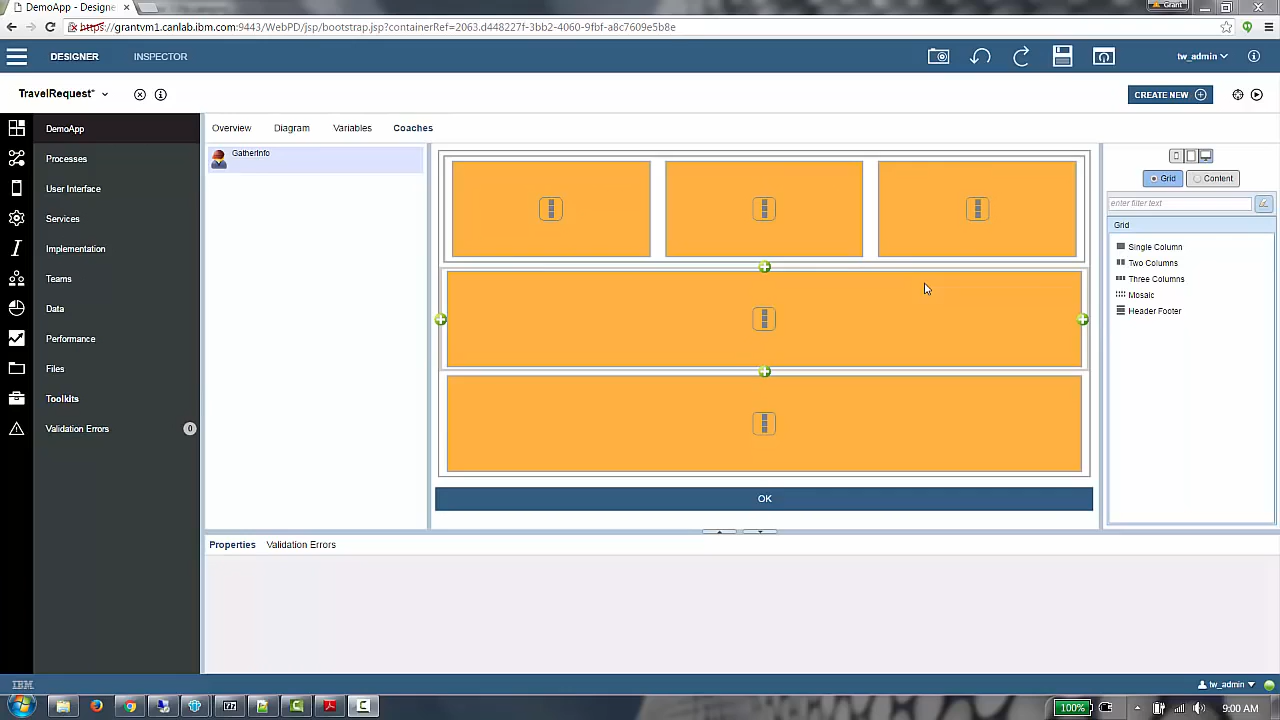 DemoApp - Designe
Grant
https://grantvm1.canlab.ibm.com:9443/WebPD/jsp/bootstrap.jsp?containerRef=2063.d448227f-3bb2-4060-9fbf-a8c7609e5b8e
DESIGNER INSPECTOR tw_admin
TravelRequest* CREATE NEW
DemoApp
Processes
User Interface
Services
Implementation
Teams
Data
Performance
Files
Toolkits
Validation Errors 0
Overview Diagram Variables Coaches
GatherInfo
OK
Grid Content
enter filter text
Grid
Single Column
Two Columns
Three Columns
Mosaic
Header Footer
Properties Validation Errors
IBM tw_admin
100% 9:00 AM